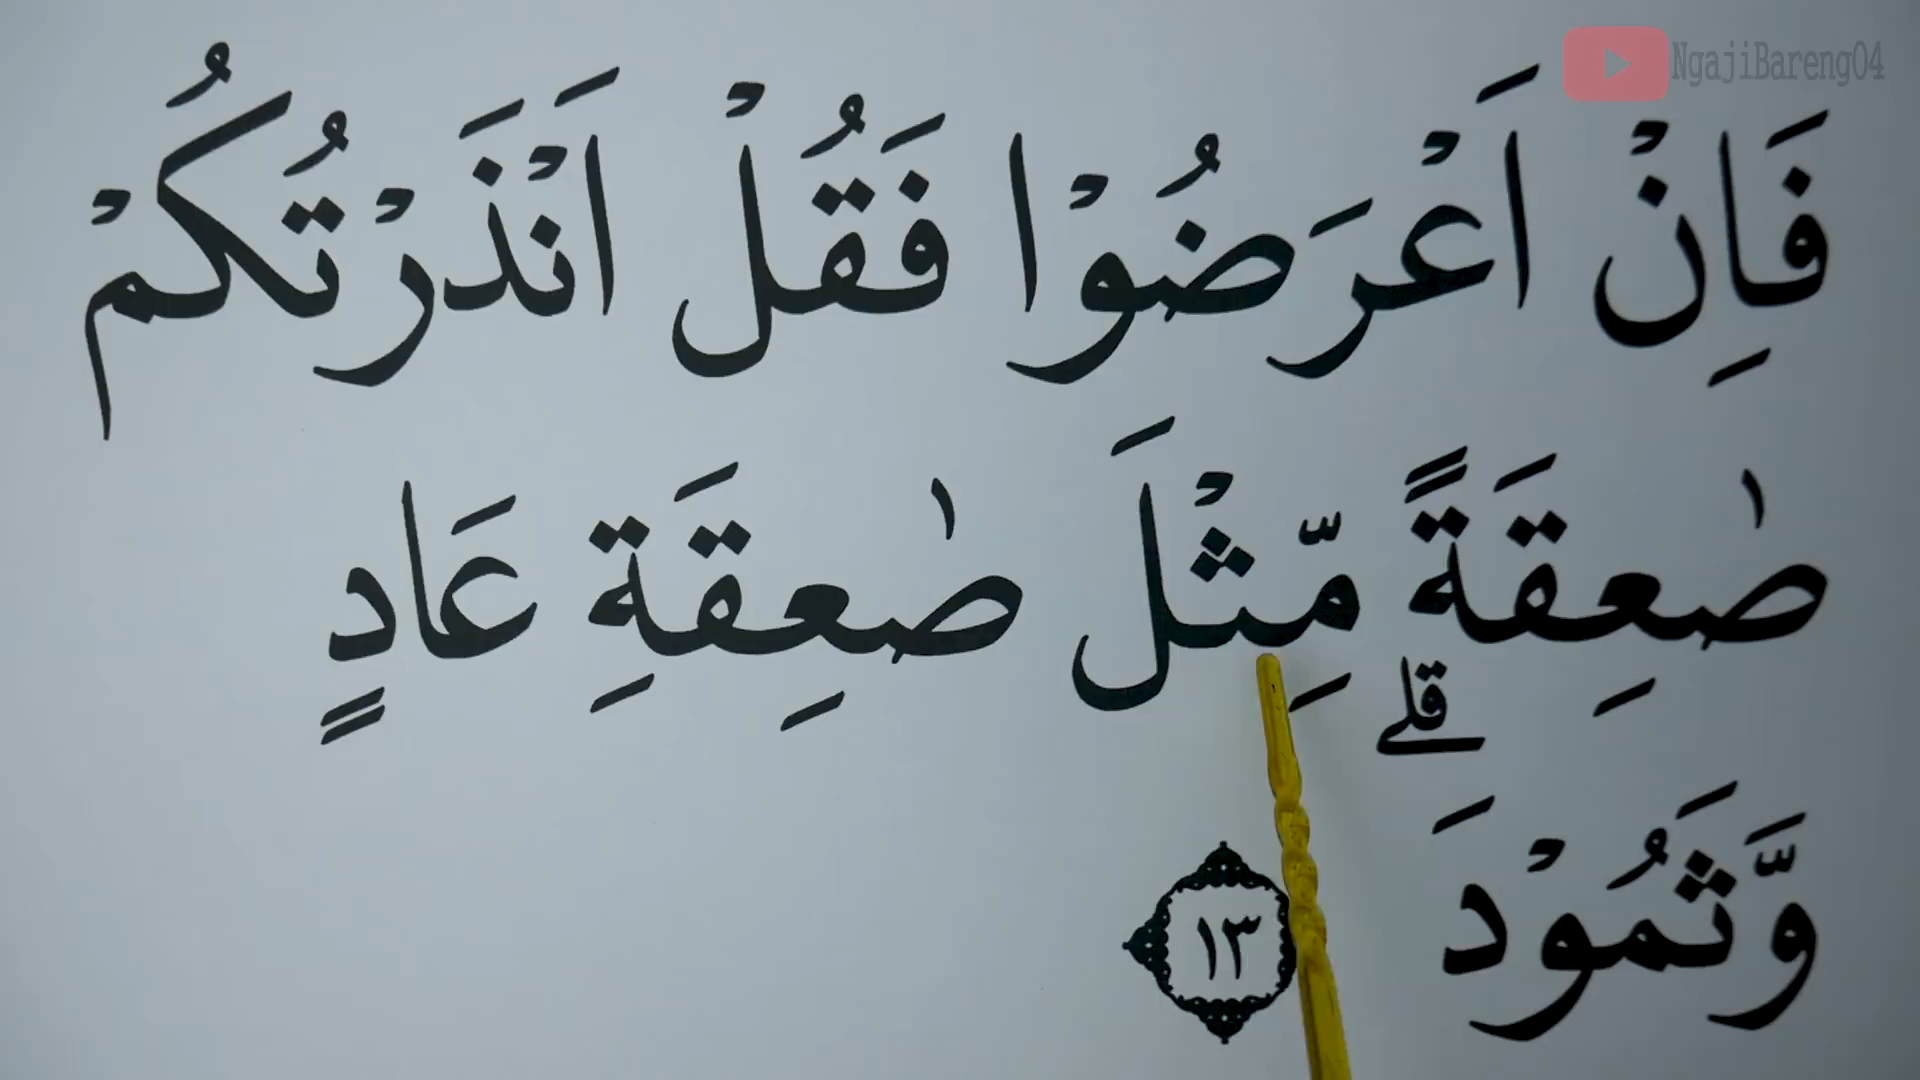 NgajiBareng04
فَاِنْ اَعْرَضُوْا فَقُلْ اَنْذَرْتُكُمْ
صٰعِقَةً مِّثْلَ صٰعِقَةِ عَادٍ
قلے
وَّثَمُوْدَ ١٣